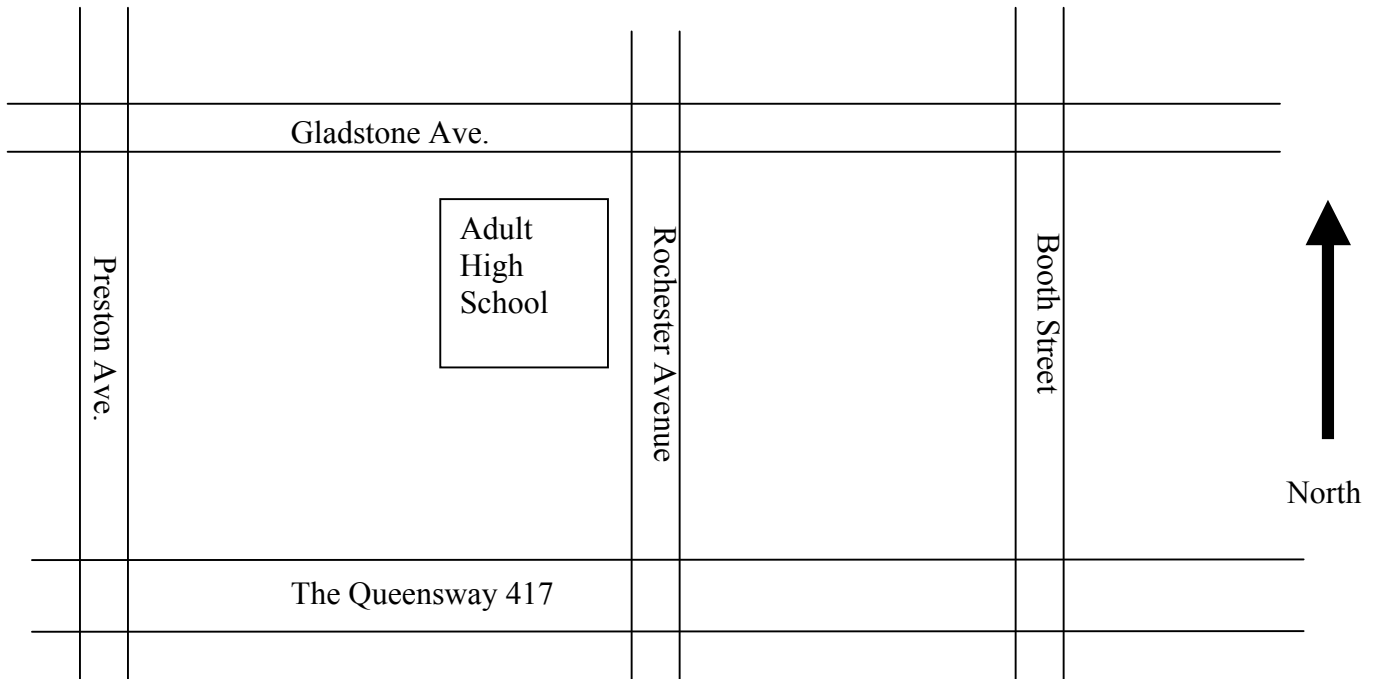 Gladstone Ave.
Adult
High
School
Preston Ave.
Rochester Avenue
Booth Street
North
The Queensway 417